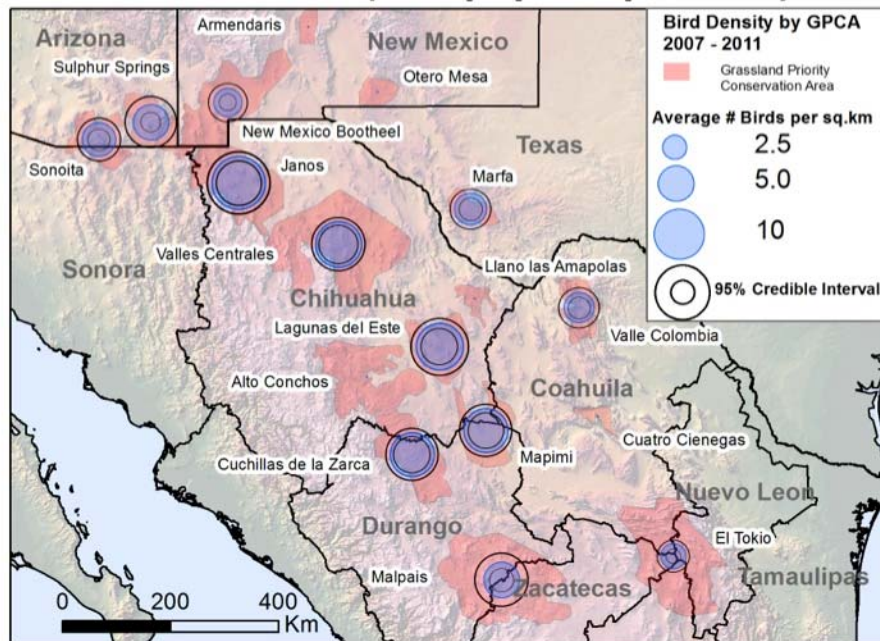 Arizona
Sulphur Springs
Armendaris
New Mexico
Otero Mesa
New Mexico Bootheel
Sonoita
Janos
Texas
Marfa
Valles Centrales
Sonora
Chihuahua
Llano las Amapolas
Lagunas del Este
Valle Colombia
Alto Conchos
Coahuila
Cuchillas de la Zarca
Mapimi
Cuatro Cienegas
Nuevo Leon
Durango
El Tokio
Malpais
Zacatecas
Tamaulipas
0 200 400
Km
Bird Density by GPCA
2007 - 2011
Grassland Priority
Conservation Area
Average # Birds per sq.km
2.5
5.0
10
95% Credible Interval